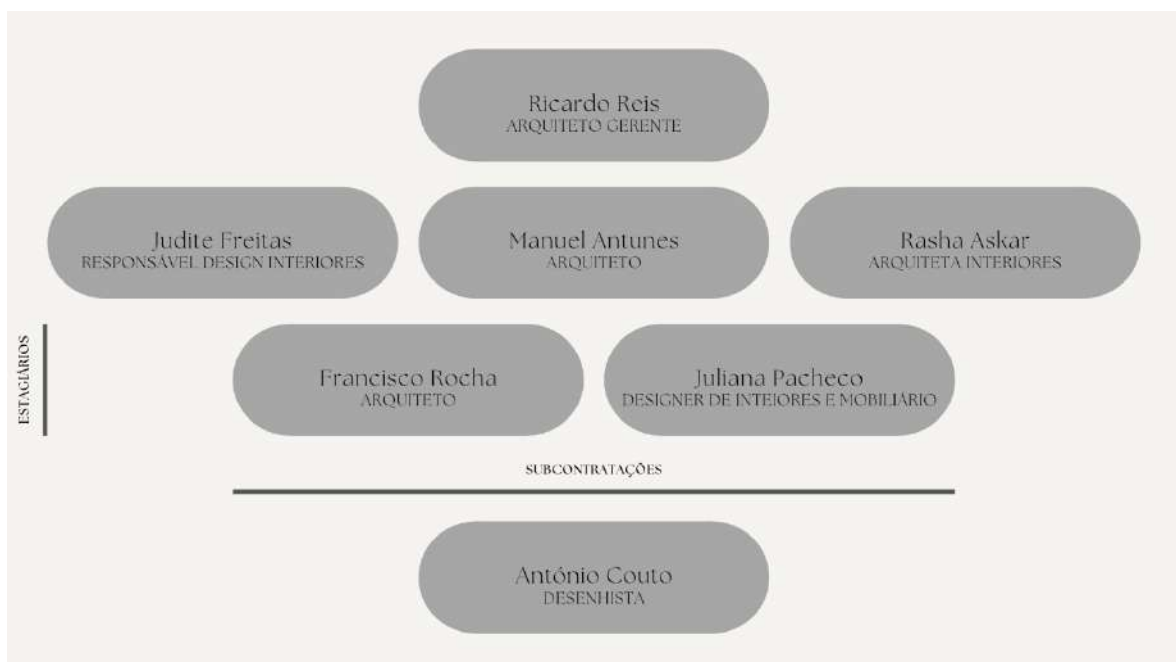 Ricardo Reis
ARQUITETO GERENTE
Judite Freitas
RESPONSÁVEL DESIGN INTERIORES
Manuel Antunes
ARQUITETO
Rasha Askar
ARQUITETA INTERIORES
ESTAGIÁRIOS
Francisco Rocha
ARQUITETO
Juliana Pacheco
DESIGNER DE INTEIORES E MOBILIÁRIO
SUBCONTRATAÇÕES
António Couto
DESENHISTA